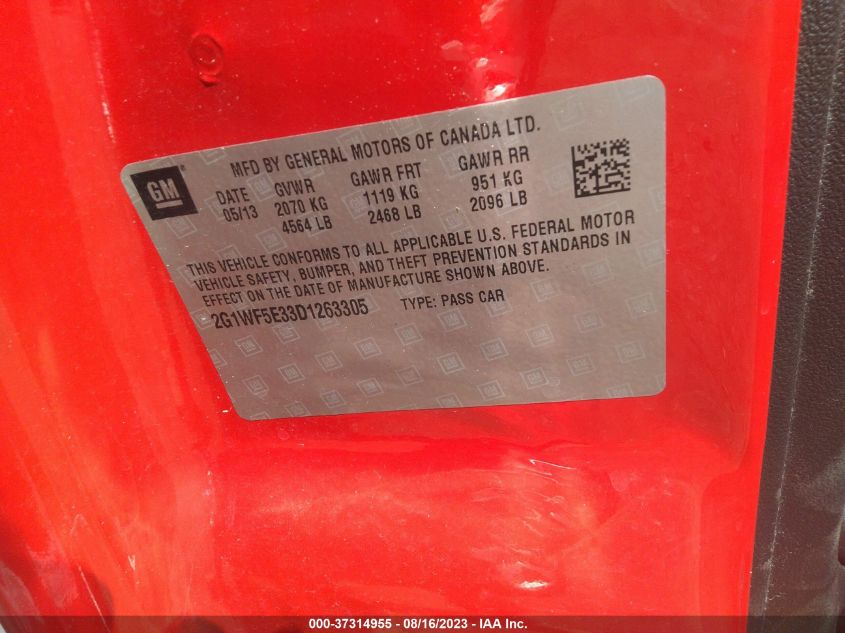 MFD BY GENERAL MOTORS OF CANADA LTD.
GM
DATE GVWR GAWR FRT GAWR RR
05/13 2070 KG 1119 KG 951 KG
4564 LB 2468 LB 2096 LB
THIS VEHICLE CONFORMS TO ALL APPLICABLE U.S. FEDERAL MOTOR
VEHICLE SAFETY, BUMPER, AND THEFT PREVENTION STANDARDS IN
EFFECT ON THE DATE OF MANUFACTURE SHOWN ABOVE.
2G1WF5E33D1263305 TYPE: PASS CAR
000-37314955 - 08/16/2023 - IAA Inc.